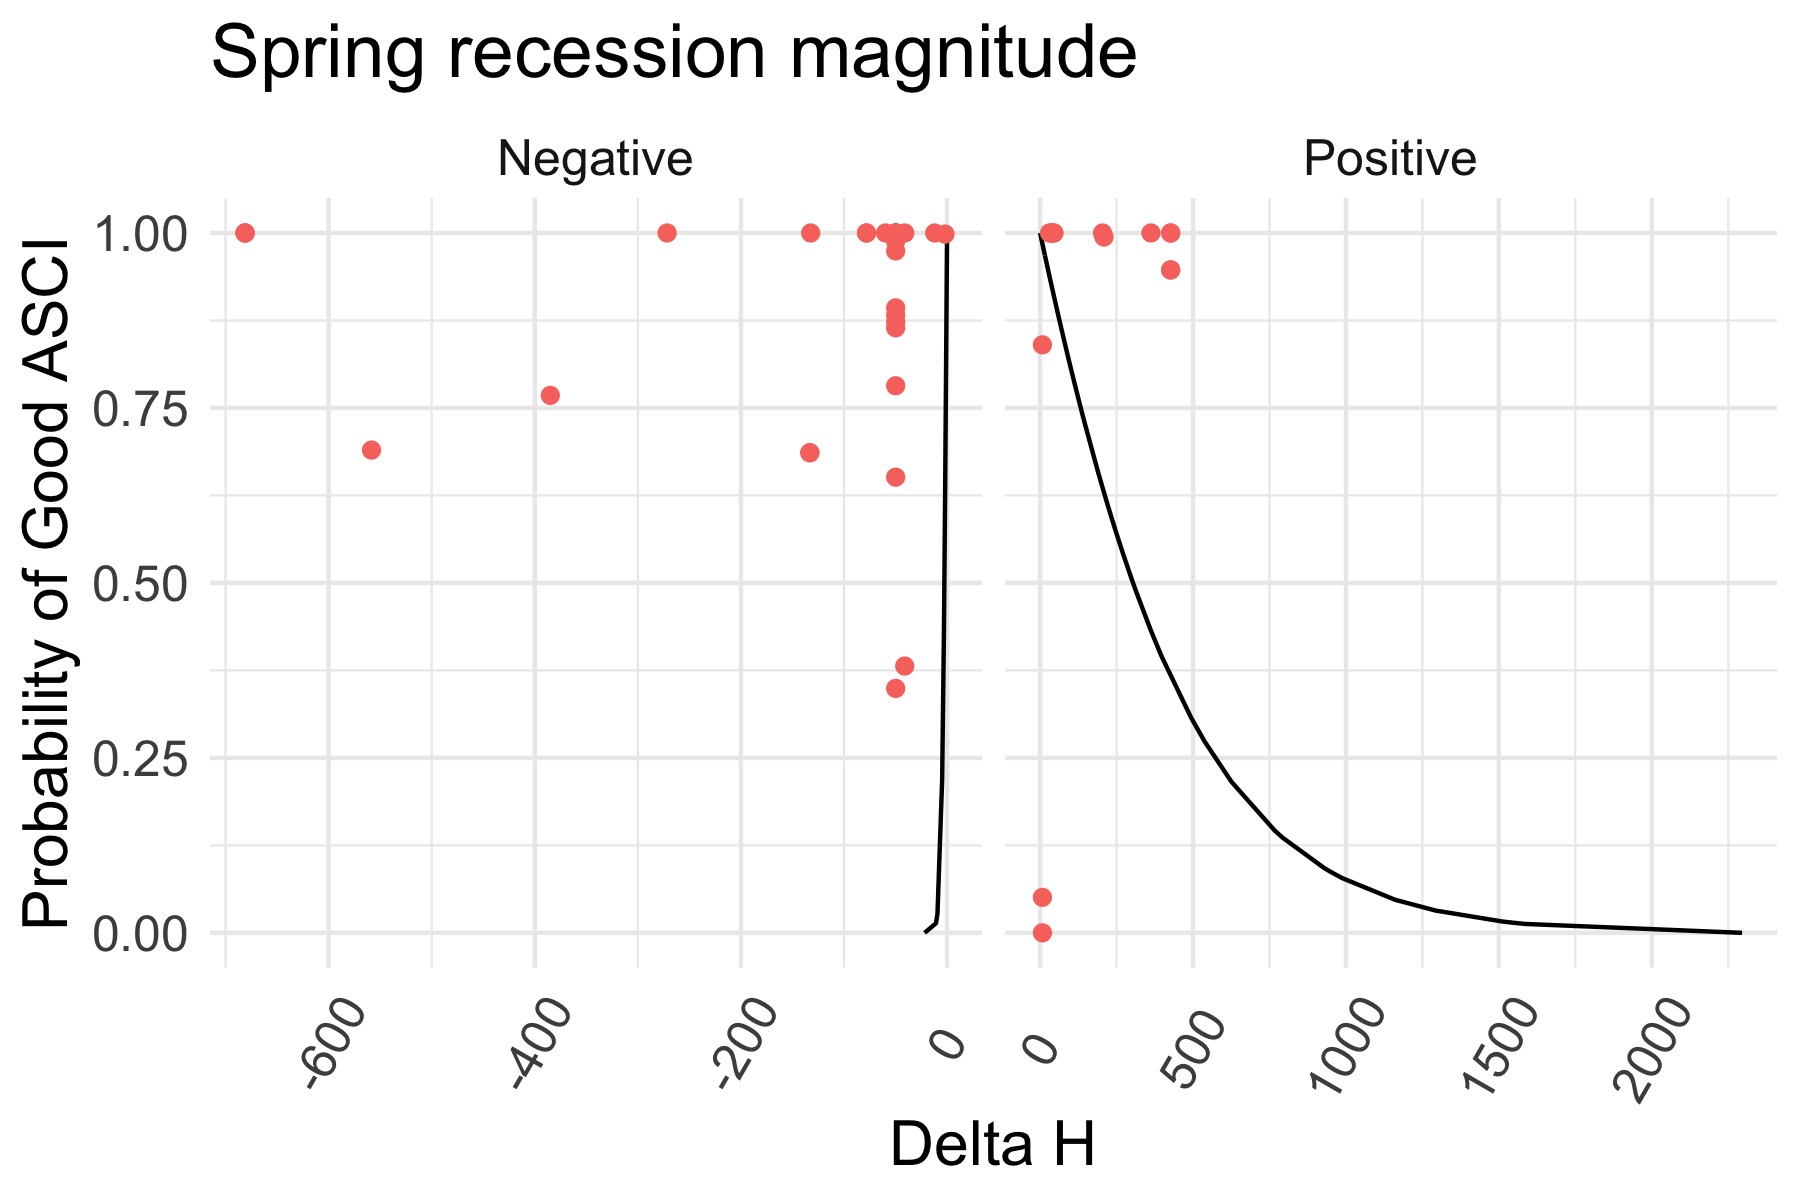 Spring recession magnitude
Negative
Positive
Probability of Good ASCI
1.00
0.75
0.50
0.25
0.00
-600
-400
-200
0
0
500
1000
1500
2000
Delta H